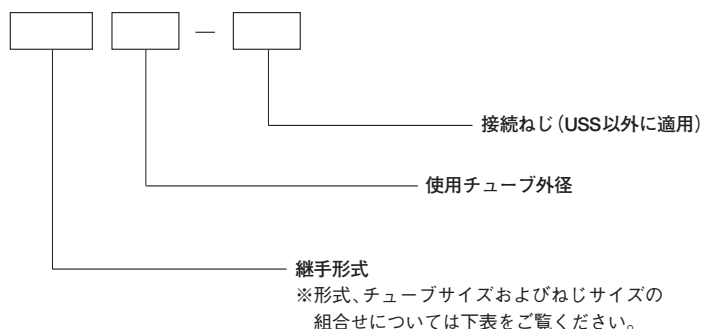 —
接続ねじ（USS以外に適用）
使用チューブ外径
継手形式
※形式、チューブサイズおよびねじサイズの
組合せについては下表をご覧ください。